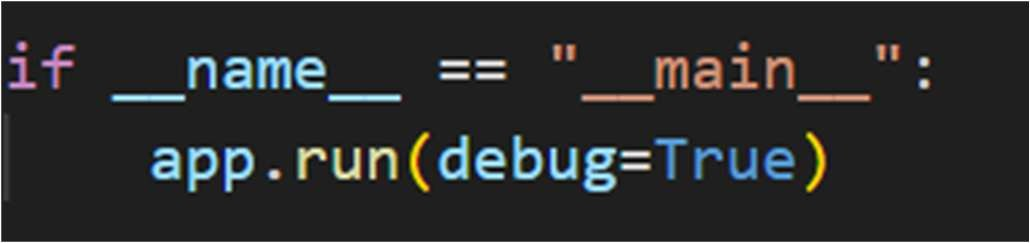 if __name__ == "__main__":
    app.run(debug=True)